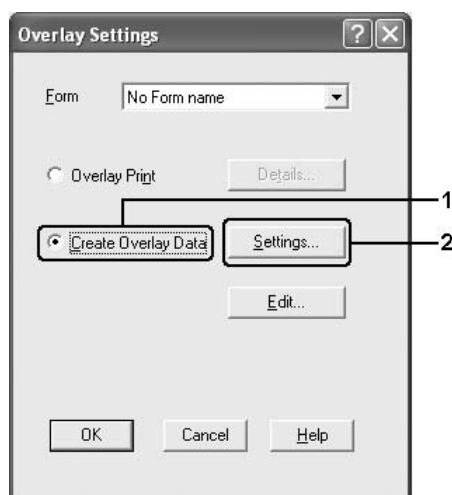 Overlay Settings
Form No Form name
Overlay Print Details...
1
Create Overlay Data Settings...
2
Edit...
OK Cancel Help